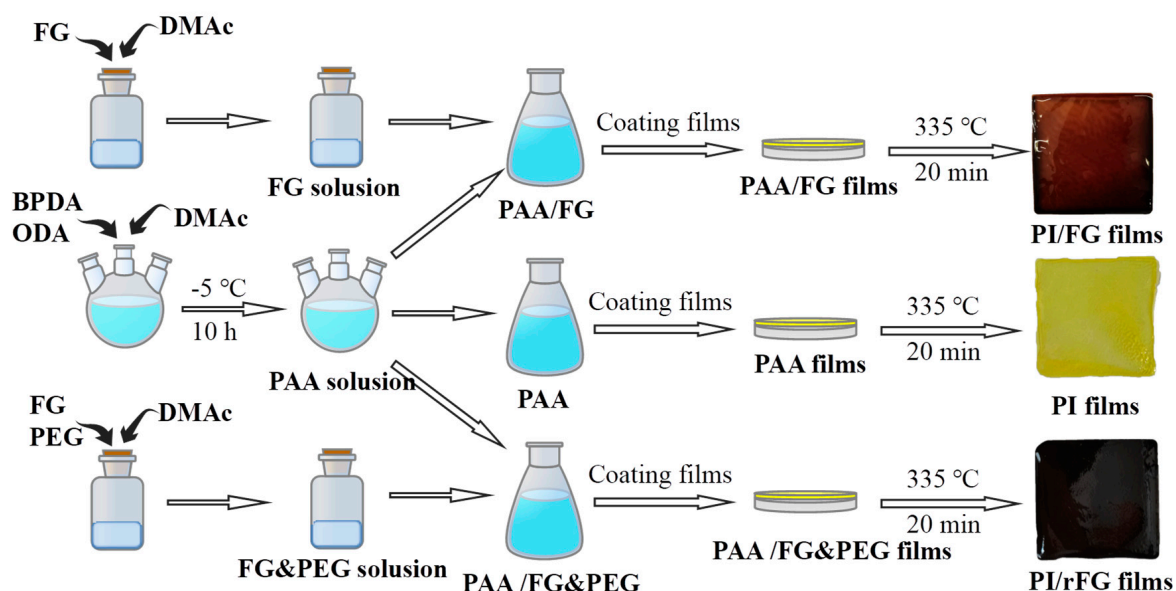 FG
DMAc
FG solusion
PAA/FG
Coating films
PAA/FG films
335 ℃
20 min
PI/FG films
BPDA
ODA
DMAc
-5 ℃
10 h
PAA solusion
PAA
Coating films
PAA films
335 ℃
20 min
PI films
FG
PEG
DMAc
FG&PEG solusion
PAA /FG&PEG
Coating films
PAA /FG&PEG films
335 ℃
20 min
PI/rFG films